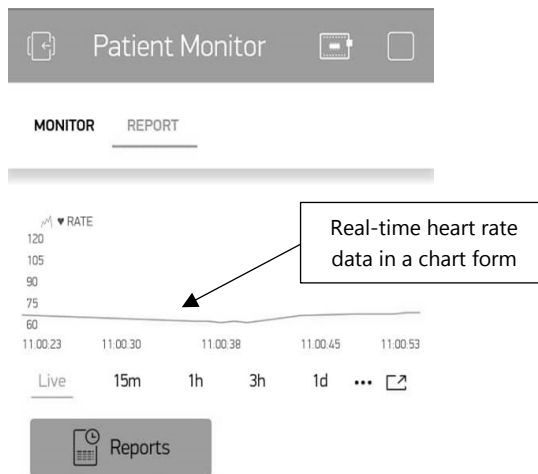 Patient Monitor
MONITOR REPORT
♥ RATE
120
105
90
75
60
11:00:23 11:00:30 11:00:38 11:00:45 11:00:53
Live 15m 1h 3h 1d •••
Reports
Real-time heart rate
data in a chart form